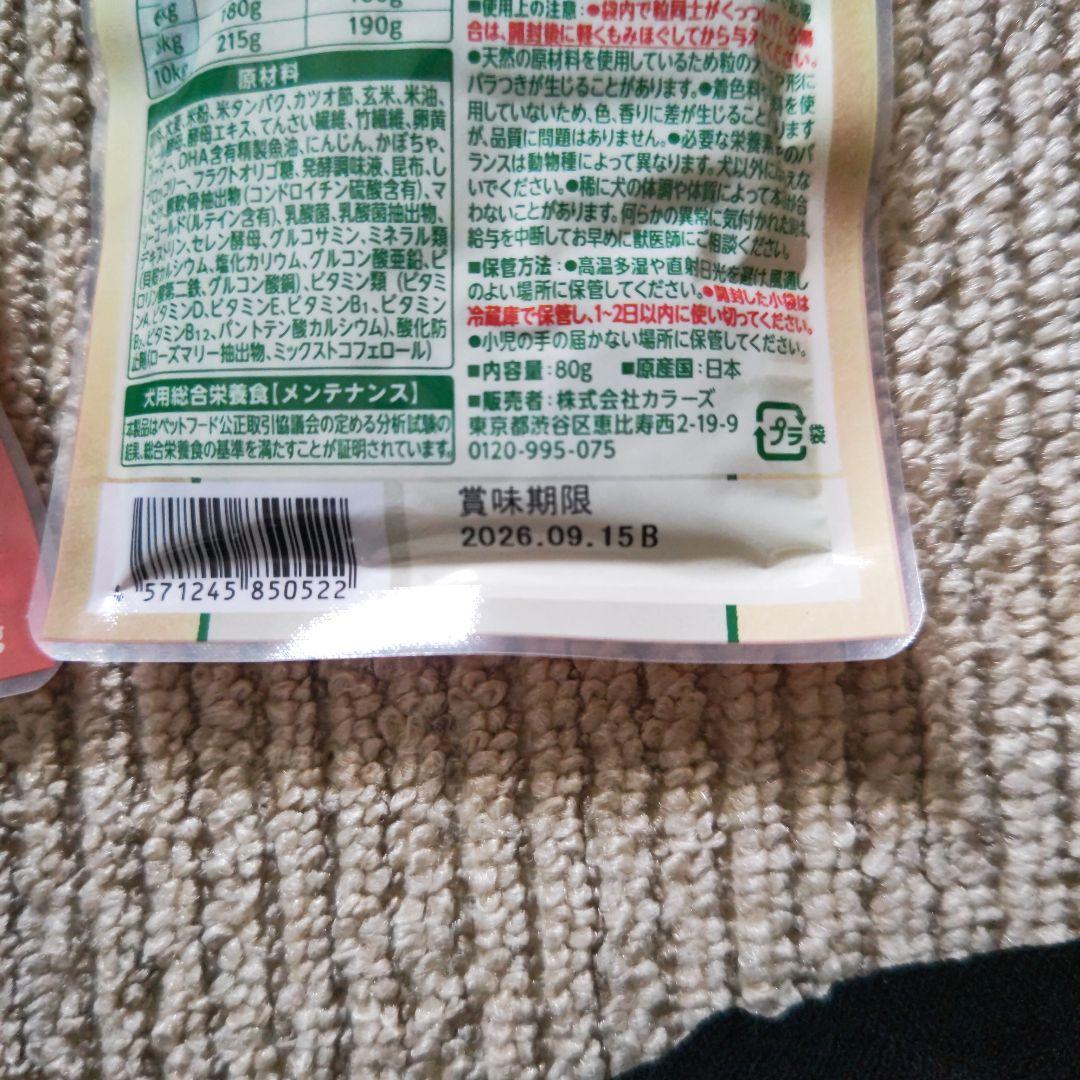 6kg 180g
8kg 215g 190g
10kg
原材料
米粉、米タンパク、カツオ節、玄米、米油、
酵母エキス、てんさい繊維、竹繊維、卵黄
DHA含有精製魚油、にんじん、かぼちゃ、
フラクトオリゴ糖、発酵調味液、昆布、し
軟骨抽出物(コンドロイチン硫酸含有)、マ
リーゴールド(ルテイン含有)、乳酸菌、乳酸菌抽出物、
デキストリン、セレン酵母、グルコサミン、ミネラル類
カルシウム、塩化カリウム、グルコン酸亜鉛、ピ
ロリン酸第二鉄、グルコン酸銅)、ビタミン類 (ビタミ
ンA、ビタミンD、ビタミンE、ビタミンB1、ビタミン
ビタミンB12、パントテン酸カルシウム)、酸化防
止剤(ローズマリー抽出物、ミックストコフェロール)
犬用総合栄養食【メンテナンス】
本製品はペットフード公正取引協議会の定める分析試験の
結果、総合栄養食の基準を満たすことが証明されています。
■使用上の注意:●袋内で粒同士がくっついている場
合は、開封後に軽くもみほぐしてから与えてください。
●天然の原材料を使用しているため粒の大 や形に
バラつきが生じることがあります。●着色料 料を使
用していないため、色、香りに差が生じること ります
が、品質に問題はありません。●必要な栄養素 のバ
ランスは動物種によって異なります。犬以外に えな
いでください。●稀に犬の体調や体質によって本 が合
わないことがあります。何らかの異常に気付かれた は、
給与を中断してお早めに獣医師にご相談ください。
■保管方法:●高温多湿や直射日光を避け、風通し
のよい場所に保管してください。●開封した小袋は
冷蔵庫で保管し、1~2日以内に使い切ってください。
●小児の手の届かない場所に保管してください。
■内容量:80g ■原産国:日本
■販売者:株式会社カラーズ
東京都渋谷区恵比寿西2-19-9
0120-995-075
プラ 袋
4 571245 850522
賞味期限
2026.09.15B
g